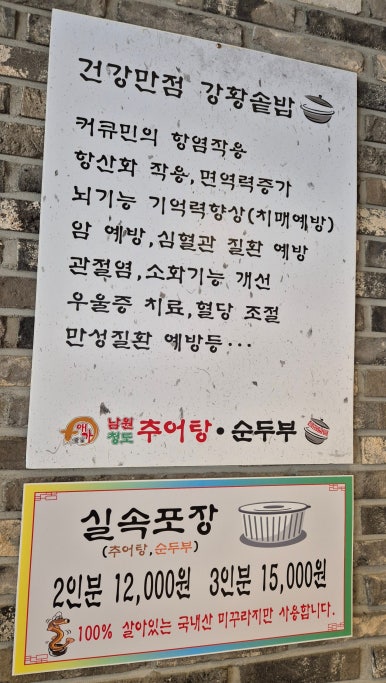 건강만점 강황솥밥
커큐민의 항염작용
항산화 작용,면역력증가
뇌기능 기억력향상(치매예방)
암 예방,심혈관 질환 예방
관절염,소화기능 개선
우울증 치료,혈당 조절
만성질환 예방등···
남원
청도
추어탕·순두부
실속포장
(추어탕,순두부)
2인분 12,000원 3인분 15,000원
100% 살아있는 국내산 미꾸라지만 사용합니다.